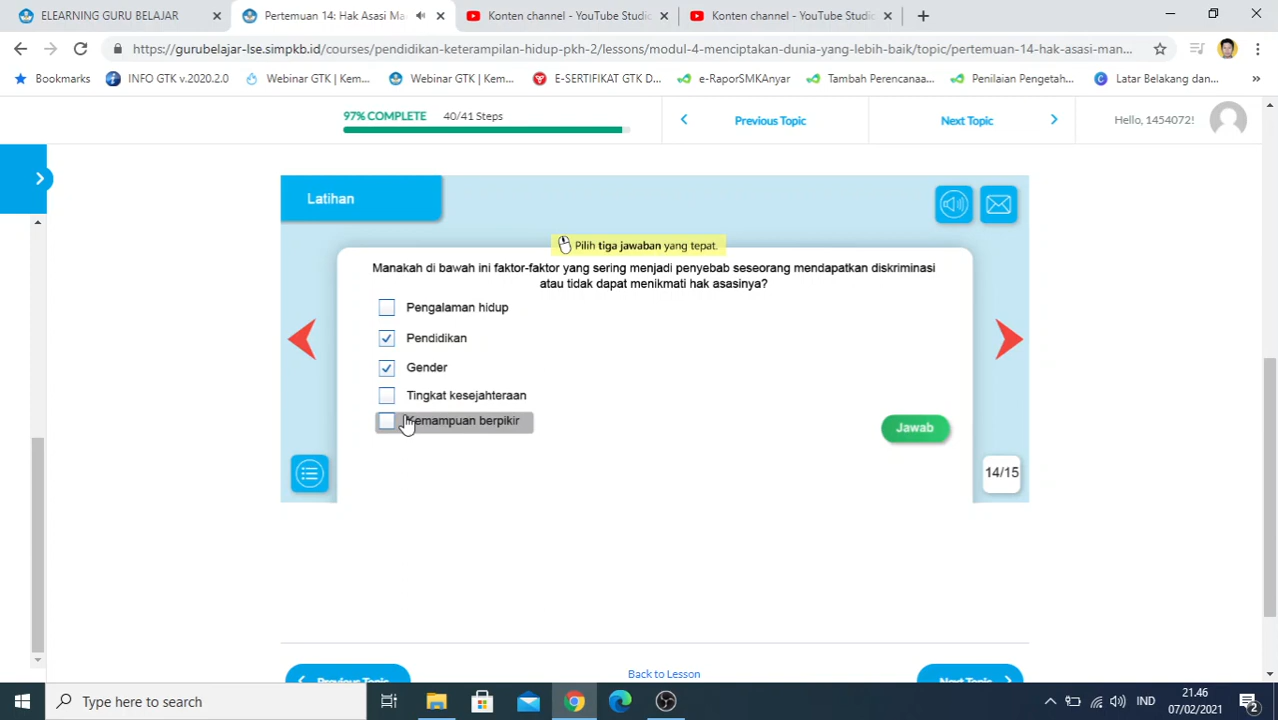 ELEARNING GURU BELAJAR
Pertemuan 14: Hak Asasi Ma
Konten channel - YouTube Studio
Konten channel - YouTube Studio
https://gurubelajar-lse.simpkb.id/courses/pendidikan-keterampilan-hidup-pkh-2/lessons/modul-4-menciptakan-dunia-yang-lebih-baik/topic/pertemuan-14-hak-asasi-man...
Bookmarks
INFO GTK v.2020.2.0
Webinar GTK | Kem...
Webinar GTK | Kem...
E-SERTIFIKAT GTK D...
e-RaporSMKAnyar
Tambah Perencanaa...
Penilaian Pengetah...
Latar Belakang dan...
»
97% COMPLETE
40/41 Steps
Previous Topic
Next Topic
Hello, 1454072!
Latihan
Pilih tiga jawaban yang tepat.
Manakah di bawah ini faktor-faktor yang sering menjadi penyebab seseorang mendapatkan diskriminasi
atau tidak dapat menikmati hak asasinya?
Pengalaman hidup
Pendidikan
Gender
Tingkat kesejahteraan
Kemampuan berpikir
Jawab
14/15
Previous Topic
Back to Lesson
Next Topic
Type here to search
IND
21.46
07/02/2021
2